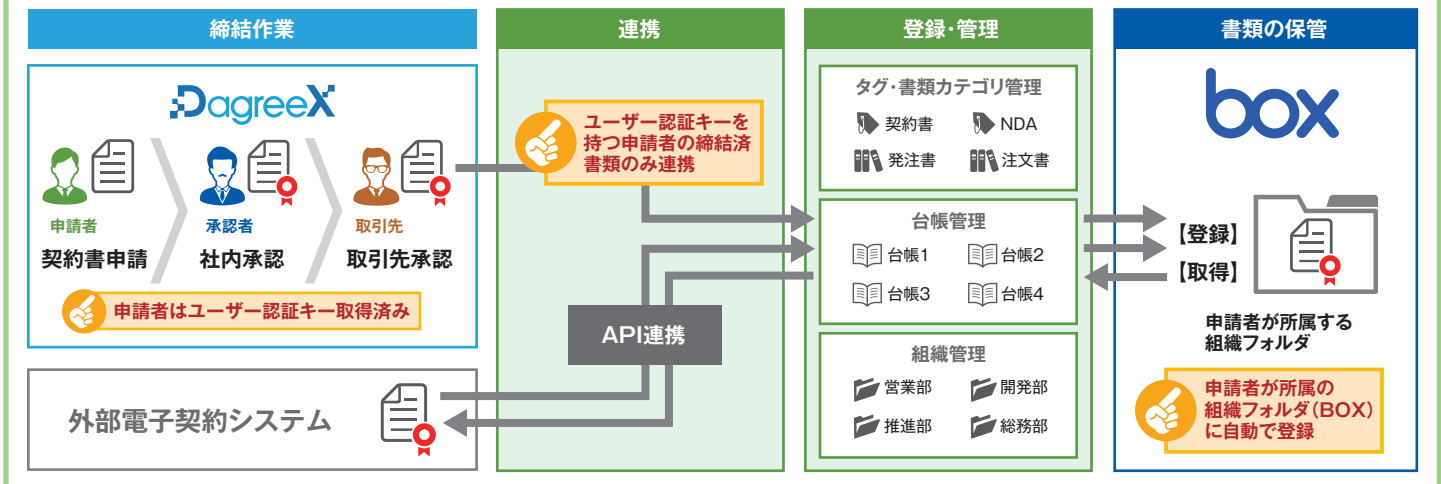 締結作業
DagreeX
申請者
承認者
取引先
契約書申請
社内承認
取引先承認
申請者はユーザー認証キー取得済み
外部電子契約システム
連携
ユーザー認証キーを
持つ申請者の締結済
書類のみ連携
API連携
登録・管理
タグ・書類カテゴリ管理
契約書
NDA
発注書
注文書
台帳管理
台帳1
台帳2
台帳3
台帳4
組織管理
営業部
開発部
推進部
総務部
書類の保管
box
【登録】
【取得】
申請者が所属する
組織フォルダ
申請者が所属の
組織フォルダ(BOX)
に自動で登録